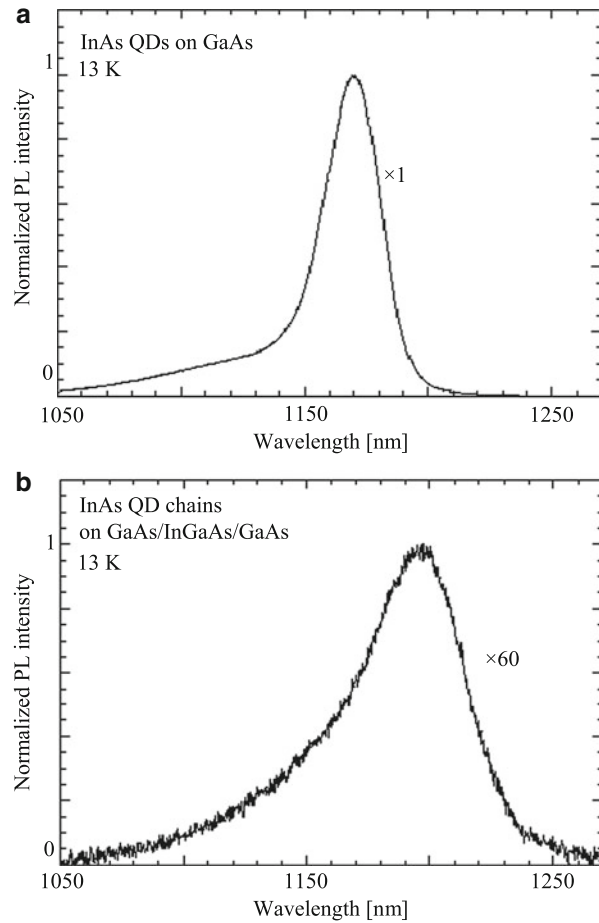 a
InAs QDs on GaAs
13 K
1
×1
Normalized PL intensity
0
1050
1150
1250
Wavelength [nm]
b
InAs QD chains
on GaAs/InGaAs/GaAs
13 K
1
×60
Normalized PL intensity
0
1050
1150
1250
Wavelength [nm]